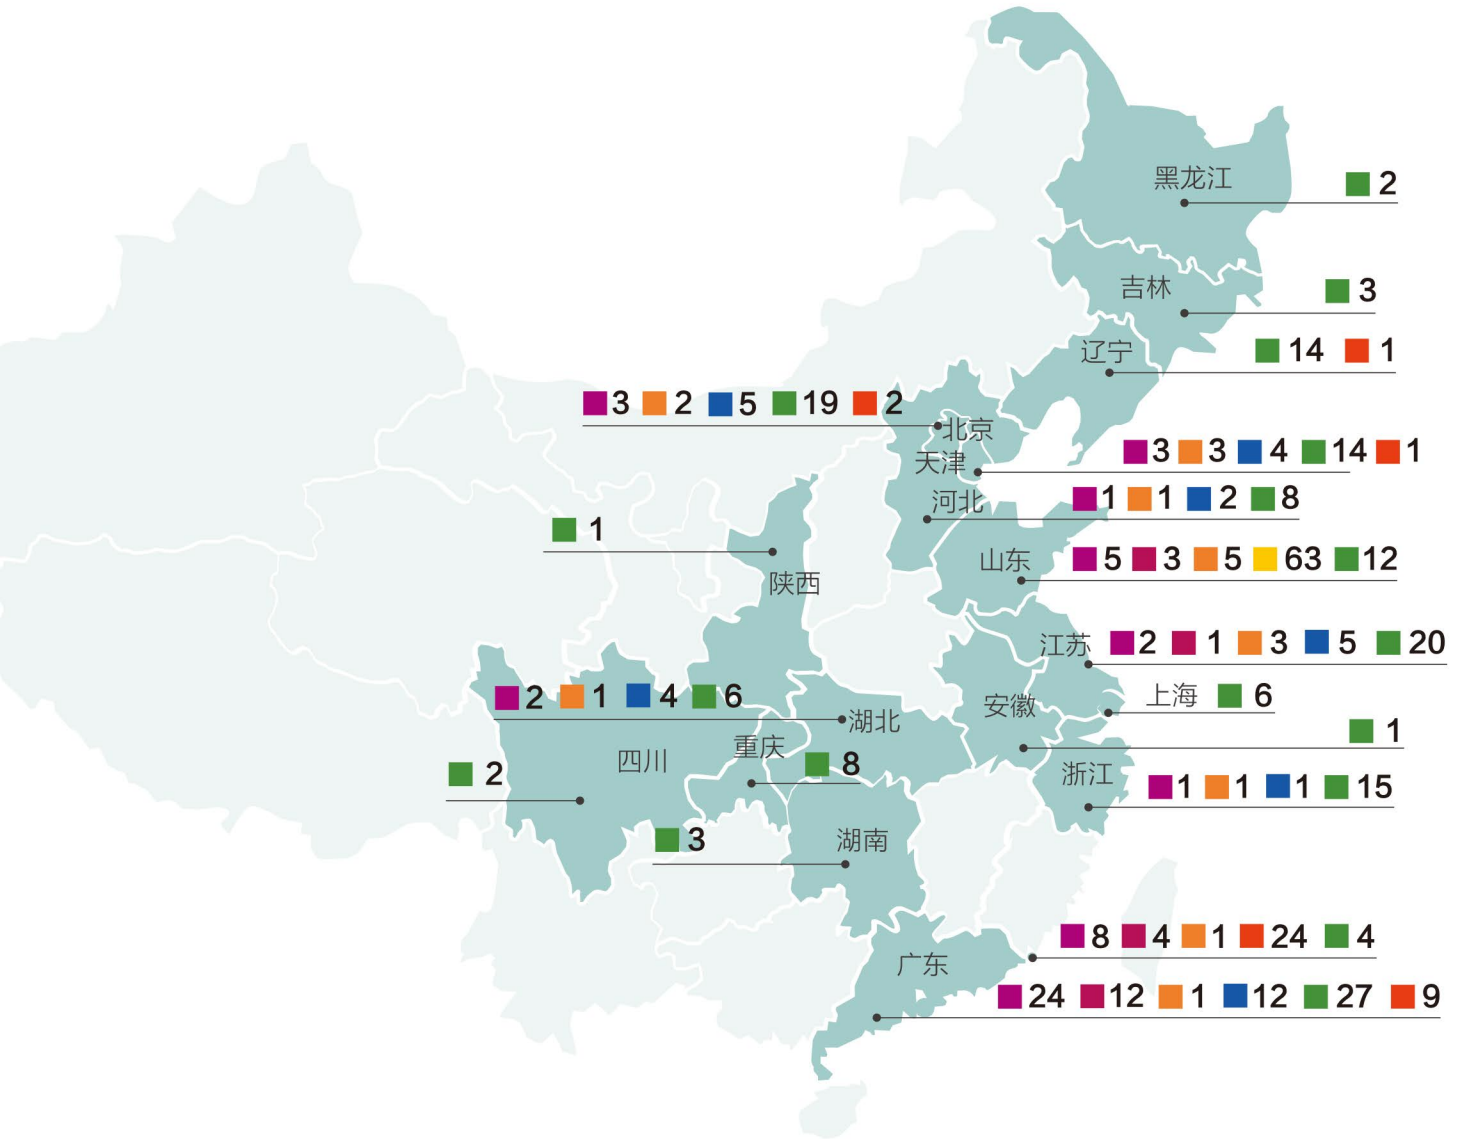 黑龙江 2
吉林 3
辽宁 14 1
3 2 5 19 2 北京
天津 3 3 4 14 1
河北 1 1 2 8
1 陕西
山东 5 3 5 63 12
江苏 2 1 3 5 20
上海 6
2 1 4 6 湖北
安徽 1
四川 2
重庆 8
浙江 1 1 1 15
3 湖南
8 4 1 24 4
广东 24 12 1 12 27 9